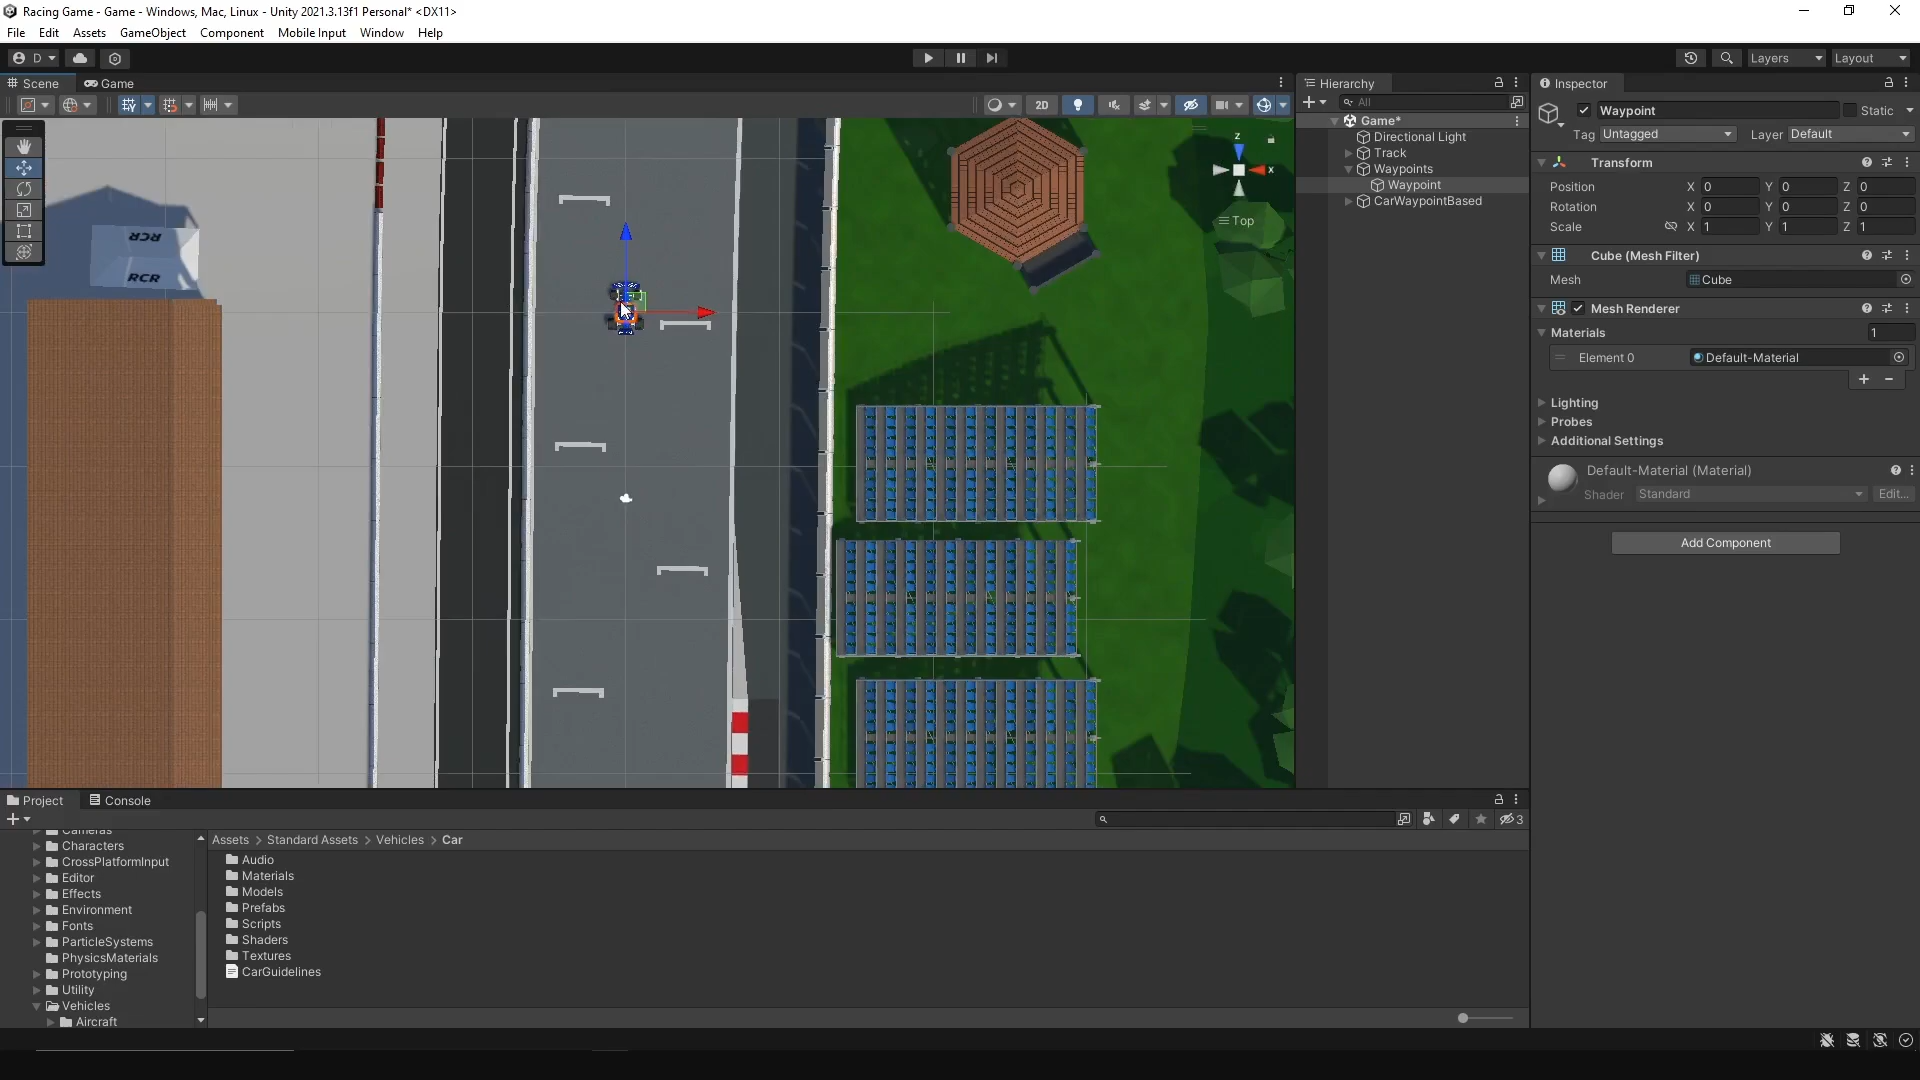 Racing Game - Game - Windows, Mac, Linux - Unity 2021.3.13f1 Personal* <DX11>
File Edit Assets GameObject Component Mobile Input Window Help
D Layers Layout
Scene Game
2D
RCR
RCR
z
x
Top
Hierarchy
All
Game*
Directional Light
Track
Waypoints
Waypoint
CarWaypointBased
Inspector
Waypoint Static
Tag Untagged Layer Default
Transform
Position X 0 Y 0 Z 0
Rotation X 0 Y 0 Z 0
Scale X 1 Y 1 Z 1
Cube (Mesh Filter)
Mesh Cube
Mesh Renderer
Materials 1
Element 0 Default-Material
Lighting
Probes
Additional Settings
Default-Material (Material)
Shader Standard Edit...
Add Component
Project Console
3
Cameras
Characters
CrossPlatformInput
Editor
Effects
Environment
Fonts
ParticleSystems
PhysicsMaterials
Prototyping
Utility
Vehicles
Aircraft
Assets > Standard Assets > Vehicles > Car
Audio
Materials
Models
Prefabs
Scripts
Shaders
Textures
CarGuidelines